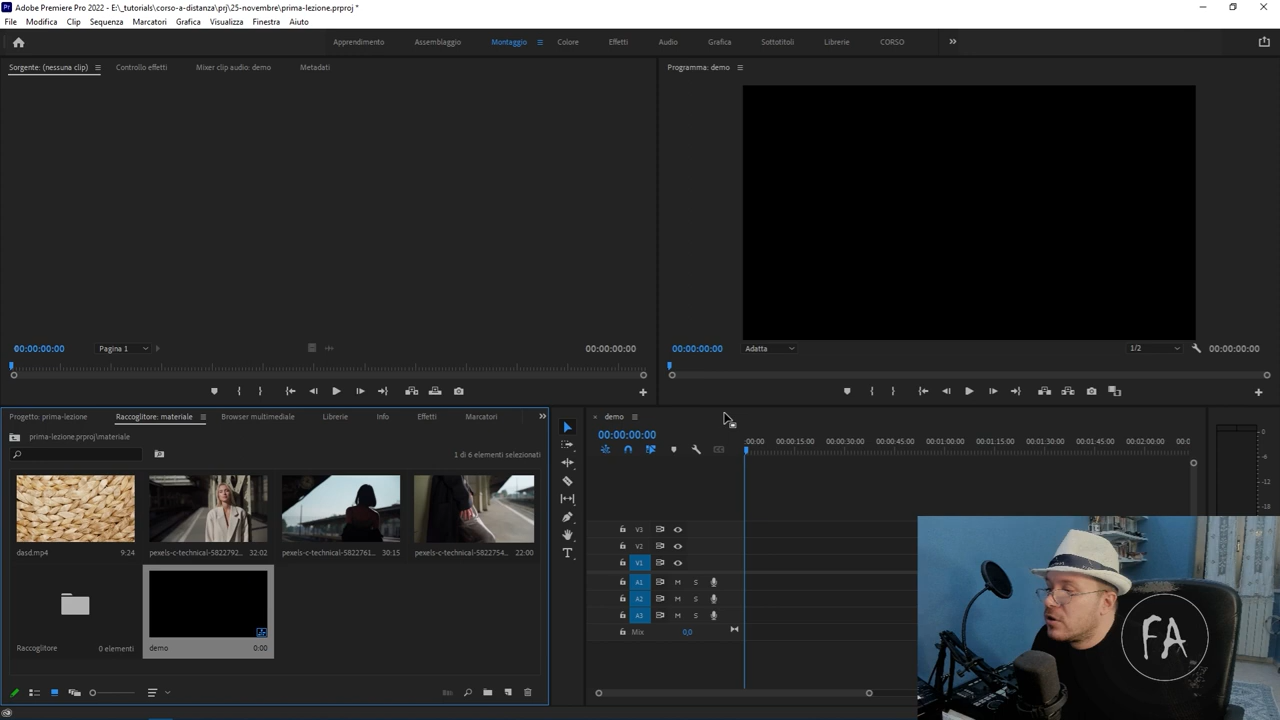 Adobe Premiere Pro 2022 - E:\_tutorials\corso-a-distanza\prj\25-novembre\prima-lezione.prproj *
File Modifica Clip Sequenza Marcatori Grafica Visualizza Finestra Aiuto
Apprendimento Assemblaggio Montaggio Colore Effetti Audio Grafica Sottotitoli Librerie CORSO
Sorgente: (nessuna clip) Controllo effetti Mixer clip audio: demo Metadati
Programma: demo
00:00:00:00 Pagina 1 00:00:00:00
00:00:00:00 Adatta 1/2 00:00:00:00
Progetto: prima-lezione Raccoglitore: materiale Browser multimediale Librerie Info Effetti Marcatori
prima-lezione.prproj\materiale
1 di 6 elementi selezionati
dasd.mp4 9:24 pexels-c-technical-5822792... 32:02 pexels-c-technical-5822761... 30:15 pexels-c-technical-5822754... 22:00
Raccoglitore 0 elementi demo 0:00
demo
00:00:00:00
:00:00 00:00:15:00 00:00:30:00 00:00:45:00 00:01:00:00 00:01:15:00 00:01:30:00 00:01:45:00 00:02:00:00 00:0
V3
V2
V1
A1 M S
A2 M S
A3 M S
Mix 0,0
0
-6
-12
-18
FA